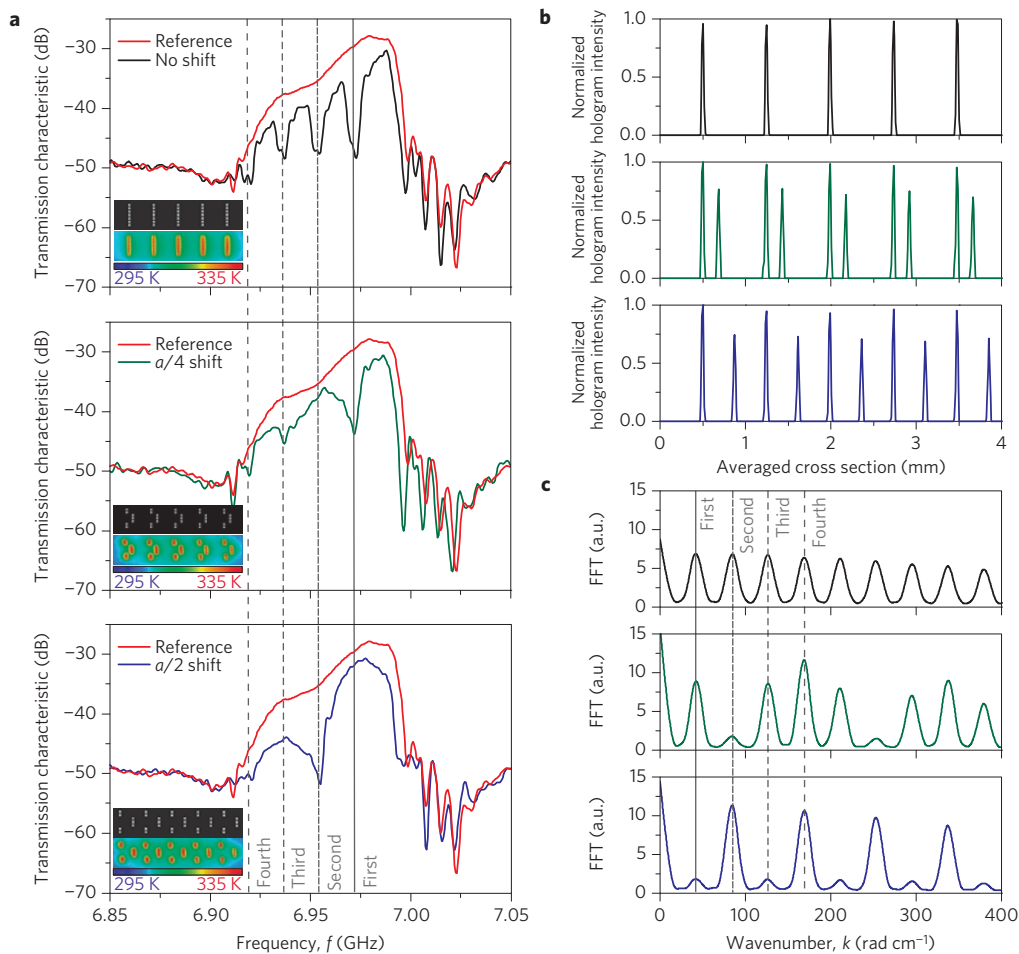 a
Transmission characteristic (dB)
−30
−40
−50
−60
−70
Reference
No shift
295 K 335 K
Transmission characteristic (dB)
−30
−40
−50
−60
−70
Reference
a/4 shift
295 K 335 K
Transmission characteristic (dB)
−30
−40
−50
−60
−70
Reference
a/2 shift
295 K 335 K
Fourth
Third
Second
First
6.85 6.90 6.95 7.00 7.05
Frequency, f (GHz)
b
Normalized
hologram intensity
1.0
0.5
0.0
Normalized
hologram intensity
1.0
0.5
0.0
Normalized
hologram intensity
1.0
0.5
0.0
0 1 2 3 4
Averaged cross section (mm)
c
FFT (a.u.)
15
10
5
0
First
Second
Third
Fourth
FFT (a.u.)
15
10
5
0
FFT (a.u.)
15
10
5
0
0 100 200 300 400
Wavenumber, k (rad cm⁻¹)